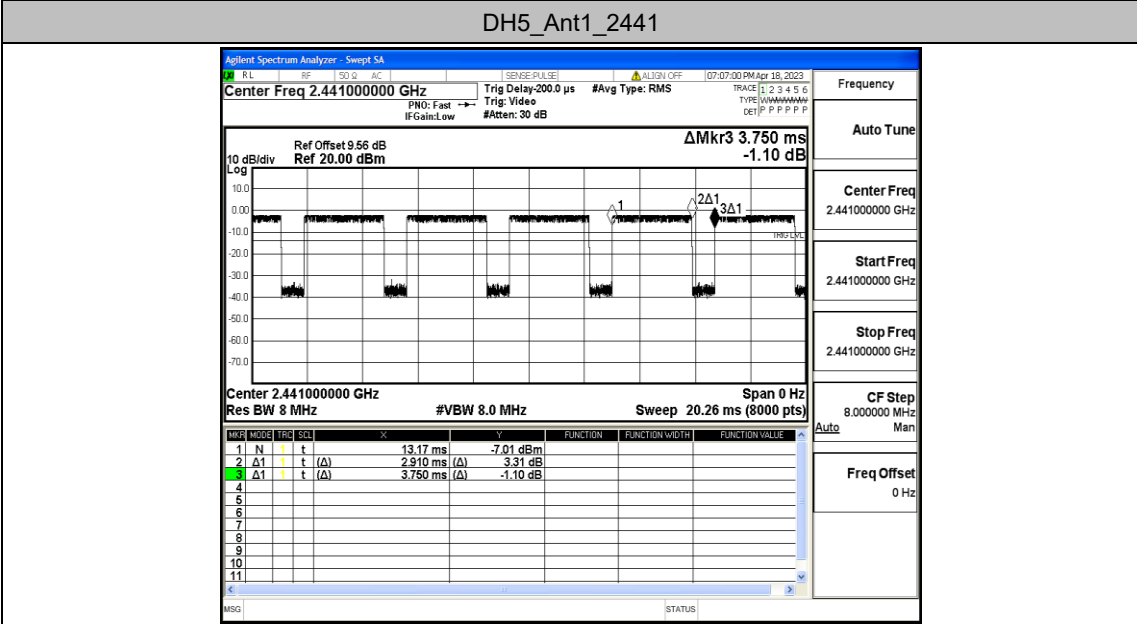 DH5_Ant1_2441
Agilent Spectrum Analyzer - Swept SA
LXI RL RF 50 Ω AC SENSE:PULSE ALIGN OFF 07:07:00 PM Apr 18, 2023
Center Freq 2.441000000 GHz
PNO: Fast
IFGain:Low
Trig Delay-200.0 µs
Trig: Video
#Atten: 30 dB
#Avg Type: RMS
TRACE 1 2 3 4 5 6
TYPE WWWWWW
DET P P P P P P
ΔMkr3 3.750 ms
-1.10 dB
Ref Offset 9.56 dB
10 dB/div Ref 20.00 dBm
Log
10.0
0.00
-10.0
-20.0
-30.0
-40.0
-50.0
-60.0
-70.0
1
2Δ1
3Δ1
TRIG LVL
Center 2.441000000 GHz Span 0 Hz
Res BW 8 MHz #VBW 8.0 MHz Sweep 20.26 ms (8000 pts)
MKR MODE TRC SCL X Y FUNCTION FUNCTION WIDTH FUNCTION VALUE
1 N 1 t 13.17 ms -7.01 dBm
2 Δ1 1 t (Δ) 2.910 ms (Δ) 3.31 dB
3 Δ1 1 t (Δ) 3.750 ms (Δ) -1.10 dB
4
5
6
7
8
9
10
11
MSG STATUS
Frequency
Auto Tune
Center Freq
2.441000000 GHz
Start Freq
2.441000000 GHz
Stop Freq
2.441000000 GHz
CF Step
8.000000 MHz
Auto Man
Freq Offset
0 Hz